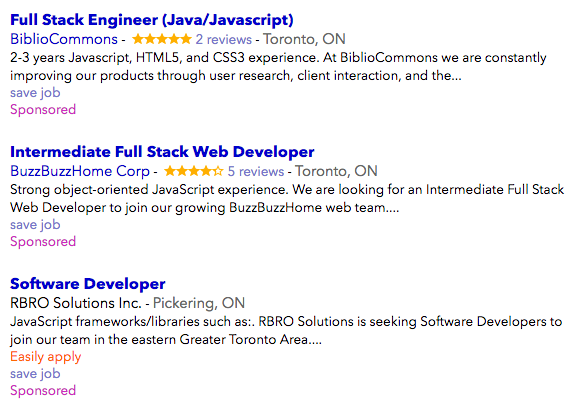 Full Stack Engineer (Java/Javascript)
BiblioCommons - ★★★★★ 2 reviews - Toronto, ON
2-3 years Javascript, HTML5, and CSS3 experience. At BiblioCommons we are constantly
improving our products through user research, client interaction, and the...
save job
Sponsored
Intermediate Full Stack Web Developer
BuzzBuzzHome Corp - ★★★★☆ 5 reviews - Toronto, ON
Strong object-oriented JavaScript experience. We are looking for an Intermediate Full Stack
Web Developer to join our growing BuzzBuzzHome web team....
save job
Sponsored
Software Developer
RBRO Solutions Inc. - Pickering, ON
JavaScript frameworks/libraries such as:. RBRO Solutions is seeking Software Developers to
join our team in the eastern Greater Toronto Area....
Easily apply
save job
Sponsored